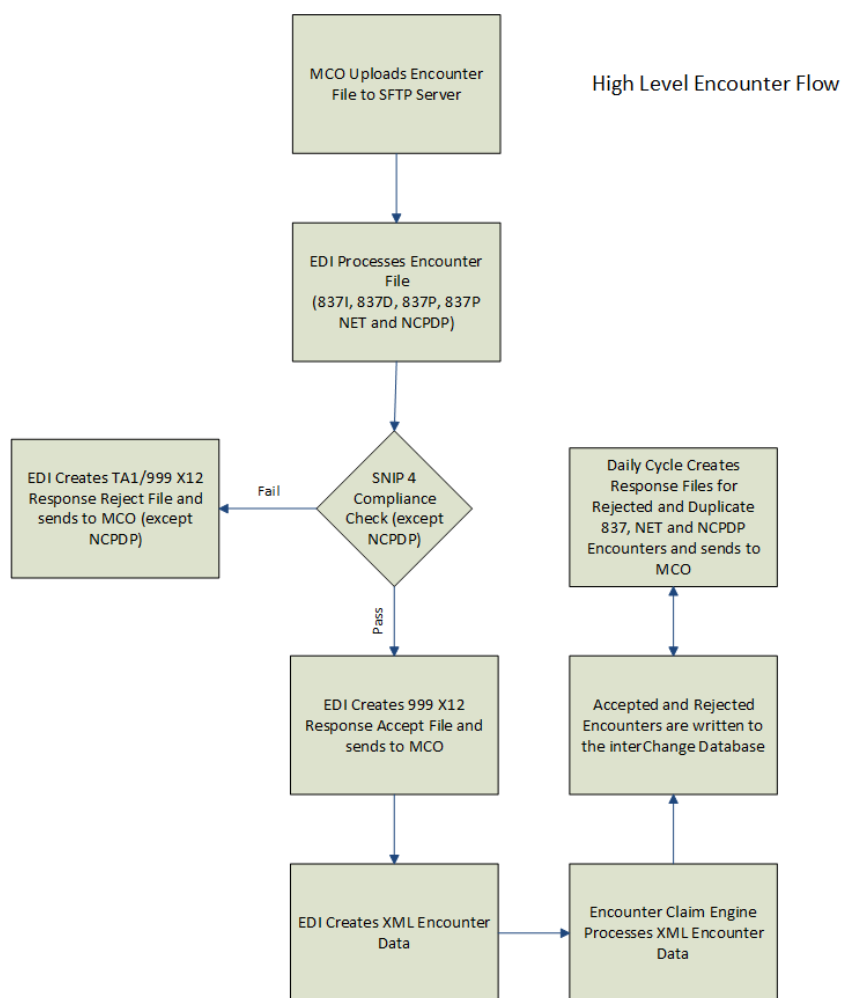 MCO Uploads Encounter
File to SFTP Server
High Level Encounter Flow
EDI Processes Encounter
File
(837I, 837D, 837P, 837P
NET and NCPDP)
SNIP 4
Compliance
Check (except
NCPDP)
Fail
EDI Creates TA1/999 X12
Response Reject File and
sends to MCO (except
NCPDP)
Pass
EDI Creates 999 X12
Response Accept File and
sends to MCO
EDI Creates XML Encounter
Data
Encounter Claim Engine
Processes XML Encounter
Data
Accepted and Rejected
Encounters are written to
the interChange Database
Daily Cycle Creates
Response Files for
Rejected and Duplicate
837, NET and NCPDP
Encounters and sends to
MCO